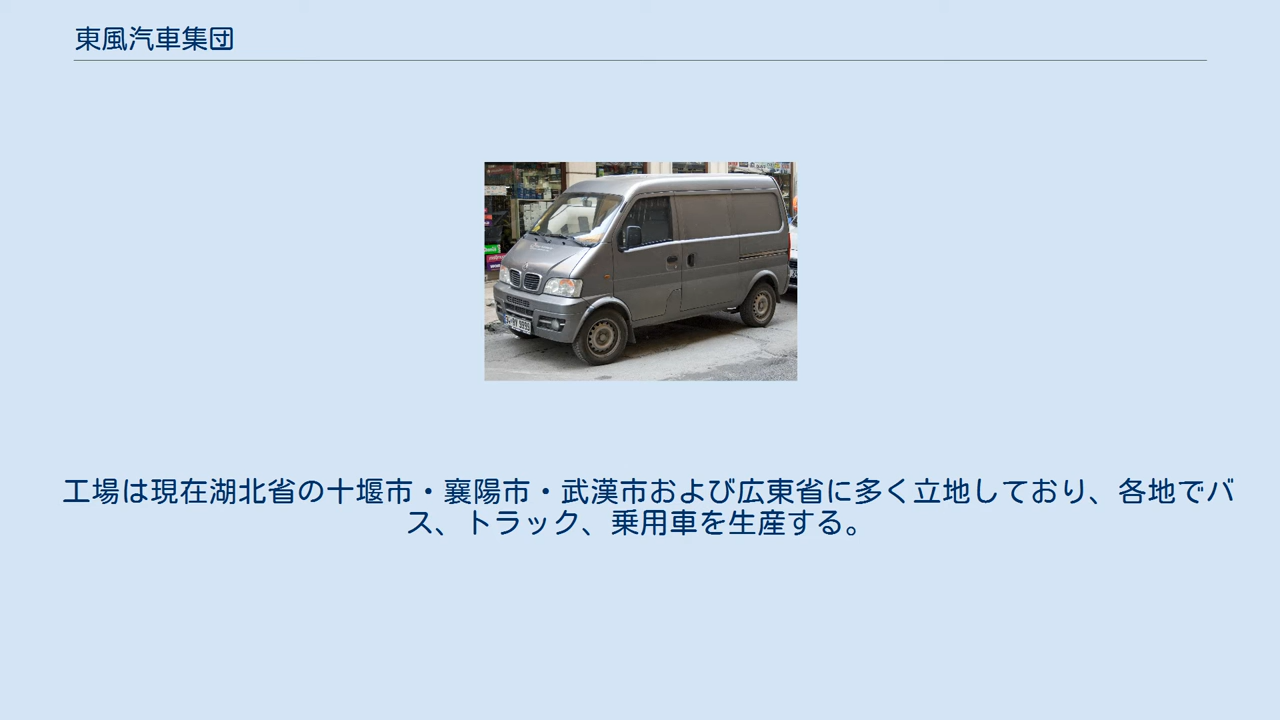 東風汽車集団
工場は現在湖北省の十堰市・襄陽市・武漢市および広東省に多く立地しており、各地でバ
ス、トラック、乗用車を生産する。